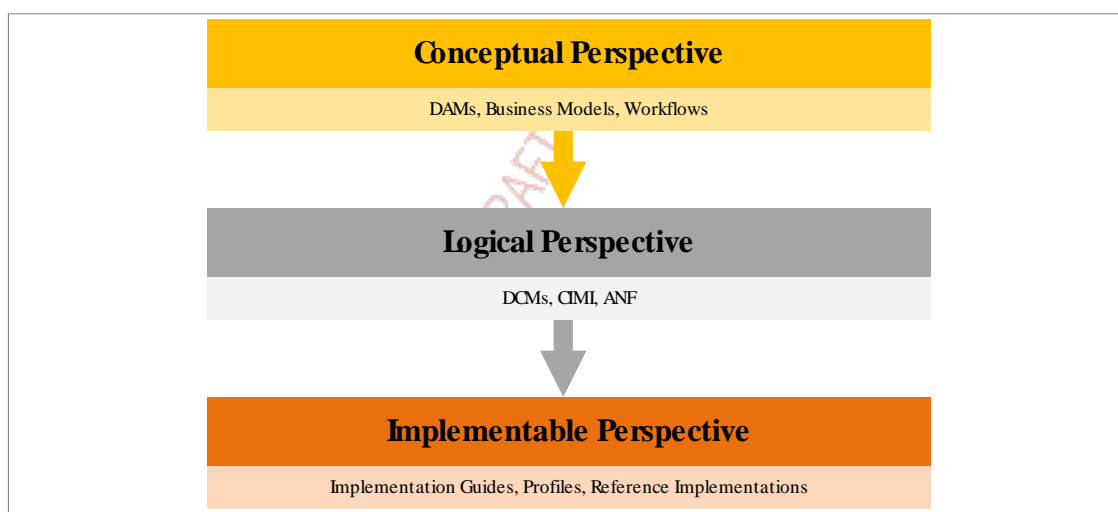 Conceptual Perspective
DAMs, Business Models, Workflows
Logical Perspective
DCMs, CIMI, ANF
Implementable Perspective
Implementation Guides, Profiles, Reference Implementations